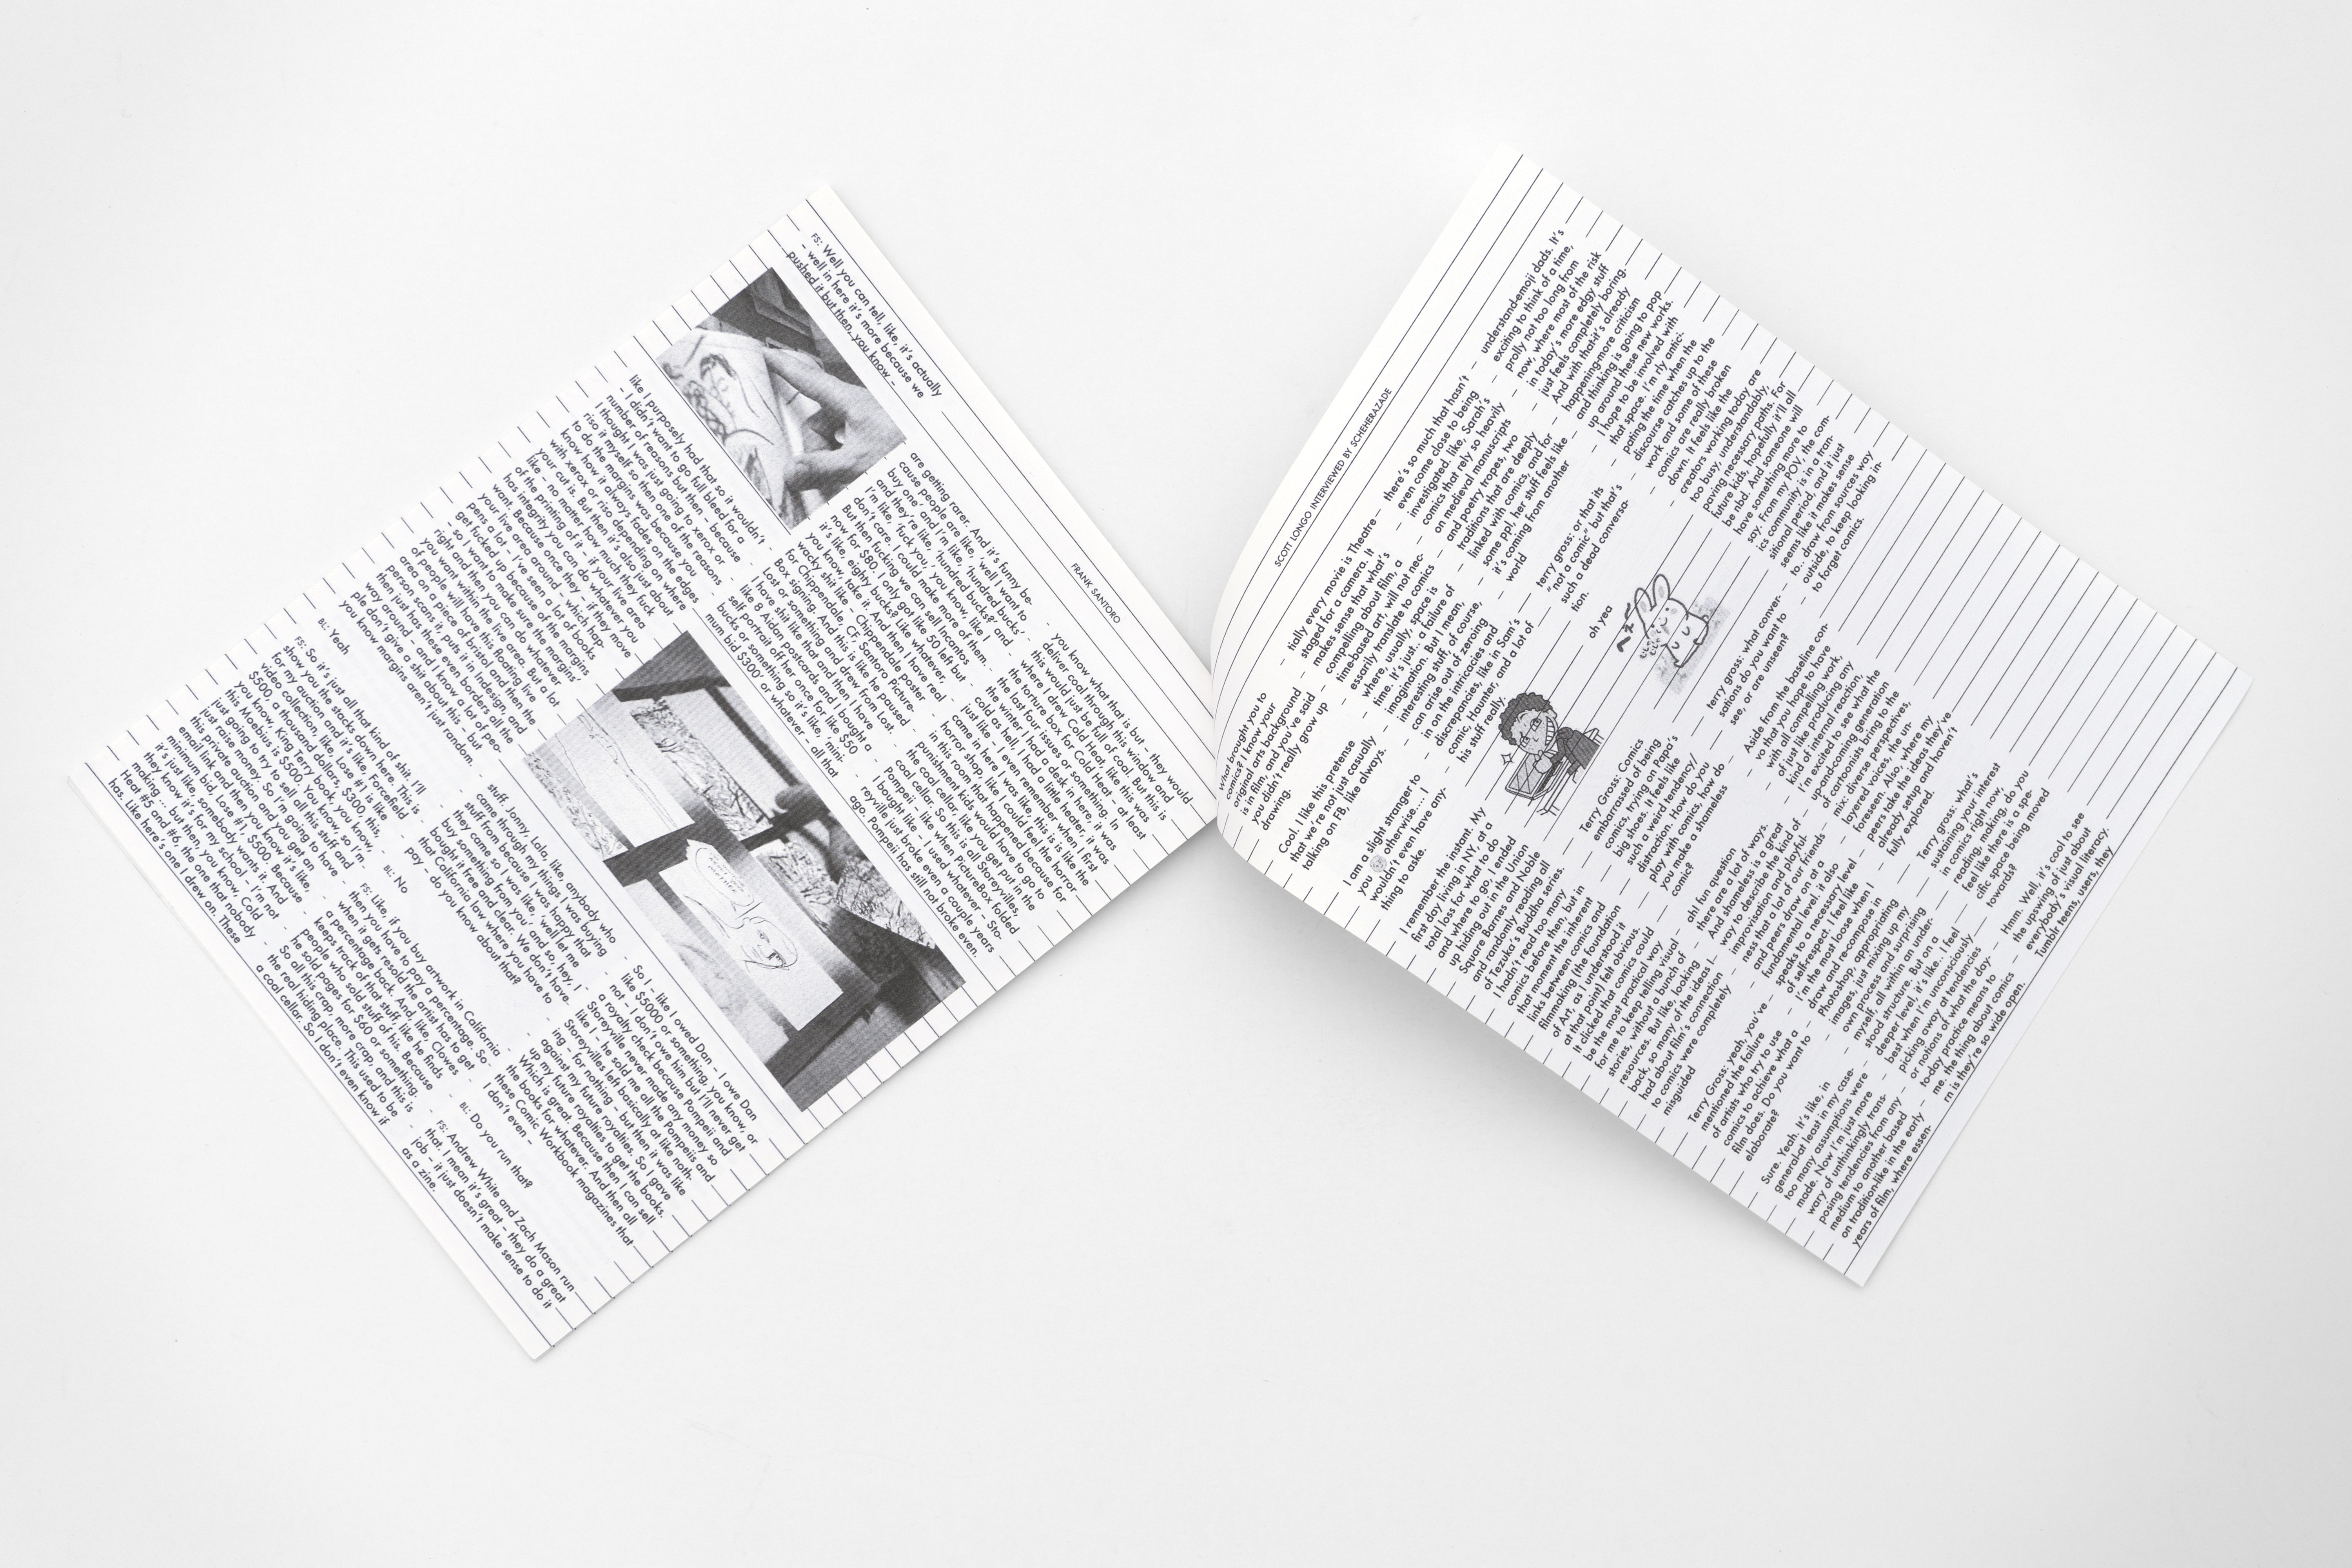 FRANK SANTORO
FS: Well you can tell, like, it's actually
– well in here it's more because we
pushed it but then, you know –
like I purposely had that so it wouldn't
– I didn't want to go full bleed for a
number of reasons but then – because
I thought I was just going to xerox or
riso it myself so then one of the reasons
to do the margins was because you
know how it always fades on the edges
with xerox or riso depending on where
your cut is. But then it's also just about
like – no matter how much they fuck
of the printing of it – if your live area
has integrity you can do whatever you
want. Because once they – if they move
your live area around – which hap-
pens a lot – I've seen a lot of books
get fucked up because of the margins
– so I want to make sure the margins'
right and then you can do whatever
you want within the live area. But a lot
of people will have this floating live
area on a piece of bristol and then the
person scans it, puts it in Indesign and
then just has these even borders all the
way around – and I know a lot of peo-
ple don't give a shit about this – but
you know margins aren't just random.
BL: Yeah
FS: So it's just all that kind of shit. I'll
show you the stacks down here. This is
for my auction and it's like, Forcefield
video collection, like, Lose #1 is like
$500, a thousand dollars, $300, this,
you know, King Terry book, you know,
this Moebius is $500. You know, so I'm
just going to try to sell all this stuff and
just raise money. So I'm going to have
this private auction and you get an
email link and then you know it's like,
minimum bid, Lose #1, $500. Because
it's just like, somebody wants it. And
they know it's for my school – I'm not
making ... but then, you know, Cold
Heat #5 and #6, the one that nobody
has. Like here's one I drew on. These
are getting rarer. And it's funny be-
cause people are like, 'well I want to
buy one' and I'm like, 'hundred bucks'
and they're like, 'hundred bucks?' and
I'm like, 'fuck you,' you know like I
don't care. I could make more of them.
But then fucking we can sell Incantos
now for $80. I only got like 50 left but
it's like, eighty bucks? Like whatever,
you know, take it. And then I have real
wacky shit like – Chippendale poster
for Chippendale, CF, Santoro Picture-
Box signing. And this is like he paused
Lost or something and drew from Lost.
I have shit like that and then I have
like 8 Aidan postcards and I bought a
self portrait off her once for like $50
bucks or something so it's like, 'mini-
mum bid $300' or whatever – all that
stuff. Jonny, Lala, like, anybody who
came through my things I was buying
stuff from because I was happy that
they came so I was like, 'well let me
buy something from you' and so, hey, I
bought it free and clear. We don't have
that California law where you have to
pay – do you know about that?
BL: No
FS: Like, if you buy artwork in California
then you have to pay a percentage. So
when it gets resold the artist has to get
a percentage back. And, like, Clowes
keeps track of that stuff, like he finds
people who sold stuff of his. Because
he sold pages for $60 or something.
So all this crap, more crap, and this is
the real hiding place. This used to be
a coal cellar. So I don't even know if
you know what that is but – they would
deliver coal through this window and
this would just be full of coal. But this is
where I drew Cold Heat, like this was
the torture box for Cold Heat – at least
the last four issues or something. In
the winter. I had a desk in here, it was
cold as hell, I had a little heater, it was
just like – I even remember when I first
came in here I was like, this is like the
horror shop, like I could feel the horror
in this room that happened because for
punishment kids would have to go to
the cool cellar, like you get to go to
cool cellar. So this is all put in the
Pompeii – like when PictureBox folded
I bought like – I used whatever – Sto-
reyville just broke even a couple years
ago. Pompeii has still not broke even.
So I – like I owed Dan – I owe Dan
like $5000 or something, you know, or
not – I don't owe him but I'll never get
a royalty check because Pompeii and
Storeyville never made any money so
like I – he sold me all the Pompeiis and
Storeyvilles left basically at like noth-
ing – for nothing – but then it was like
against my future royalties. So I gave
up my future royalties to get the books.
Which is great. Because then I can sell
the books for whatever. And then all
these Comic Workbook magazines that
I don't even –
BL: Do you run that?
FS: Andrew White and Zach Mason run
that. I mean it's great – they do a great
job – it just doesn't make sense to do it
as a zine.
SCOTT LONGO INTERVIEWED BY SCHEHERAZADE
What brought you to
comics? I know your
original arts background
is in film, and you've said
you didn't really grow up
drawing.
Cool. I like this pretense
that we're not just casually
talking on FB, like always.
I am a slight stranger to
you otherwise.... I
wouldn't even have any-
thing to ake.
I remember the instant. My
first day living in NY, at a
total loss for what to do
and where to go, I ended
up hiding out in the Union
Square Barnes and Noble
and randomly reading all
of Tezuka's Buddha series.
I hadn't read too many
comics before then, but in
that moment the inherent
links between comics and
filmmaking (the foundation
of Art, as I understood it
at that point) felt obvious.
It clicked that comics could
be the most practical way
for me to keep telling visual
stories, without a bunch of
resources. But like, looking
back, so many of the ideas I
had about film's connection
to comics were completely
misguided
Terry Gross: yeah, you've
mentioned the failure
of artists who try to use
comics to achieve what a
film does. Do you want to
elaborate?
Sure. Yeah. It's like, in
general-at least in my case-
too many assumptions were
made. Now I'm just more
wary of unthinkingly trans-
posing tendencies from any
medium to another based
on tradition-like in the early
years of film, where essen-
tially every movie is Theatre
staged for a camera. It
makes sense that what's
compelling about film, a
time-based art, will not nec-
essarily translate to comics
where, usually, space is
time. It's just.. a failure of
imagination. But I mean,
interesting stuff, of course,
can arise out of zeroing
in on the intricacies and
discrepancies, like in Sam's
comic, Haunter, and a lot of
his stuff really.
Terry Gross: Comics
embarrassed of being
comics, trying on Papa's
big shoes. It feels like
such a weird tendency/
distraction. How do you
play with comics, how do
you make a shameless
comic?
ah! fun question
there are a lot of ways.
And shameless is a great
way to describe the kind of
improvisation and playful-
ness that a lot of our friends
and peers draw on at a
fundamental level. it also
speaks to a necessary level
of self-respect. I feel like
I'm the most loose when I
draw and recompose in
Photoshop, appropriating
images, just mixing up my
own process and surprising
myself, all within an under-
stood structure. But on a
deeper level, it's like... I feel
best when I'm unconsciously
picking away at tendencies
or notions of what the day-
to-day practice means to
me. the thing about comics
rn is they're so wide open.
there's so much that hasn't
even come close to being
investigated, like, Sarah's
comics that rely so heavily
on medieval manuscripts
and poetry tropes, two
traditions that are deeply
linked with comics, and for
some ppl, her stuff feels like
it's coming from another
world
terry gross: or that its
"not a comic" but that's
such a dead conversa-
tion.
oh yea
terry gross: what conver-
sations do you want to
see, or are unseen?
Aside from the baseline con-
vo that you hope to have
with all compelling work,
of just like producing any
kind of internal reaction,
I'm excited to see what the
up-and-coming generation
of cartoonists bring to the
mix: diverse perspectives,
layered voices, the un-
foreseen. Also, where my
peers take the ideas they've
already setup and haven't
fully explored.
Terry gross: what's
sustaining your interest
in comics right now,
reading, making. do you
feel like there is a spe-
cific space being moved
towards?
Hmm. Well, it's cool to see
the upswing of just about
everybody's visual literacy.
Tumblr teens, users, they
understand-emoji dads. It's
exciting to think of a time,
prolly not too long from
now, where most of the risk
in today's more edgy stuff
just feels completely boring.
And with that-it's already
happening-more criticism
and thinking is going to pop
up around these new works.
I hope to be involved with
that space. I'm rly antic-
pating the time when the
discourse catches up to the
work and some of these
comics are really broken
down. It feels like the
creators working today are
too busy, understandably,
paving necessary paths. For
future kids, hopefully it'll all
be nbd. And someone will
have something more to
say. From my POV, the com-
ics community is in a tran-
sitional period, and it just
seems like it makes sense
to.. draw from sources way
outside, to keep looking in-
to forget comics.